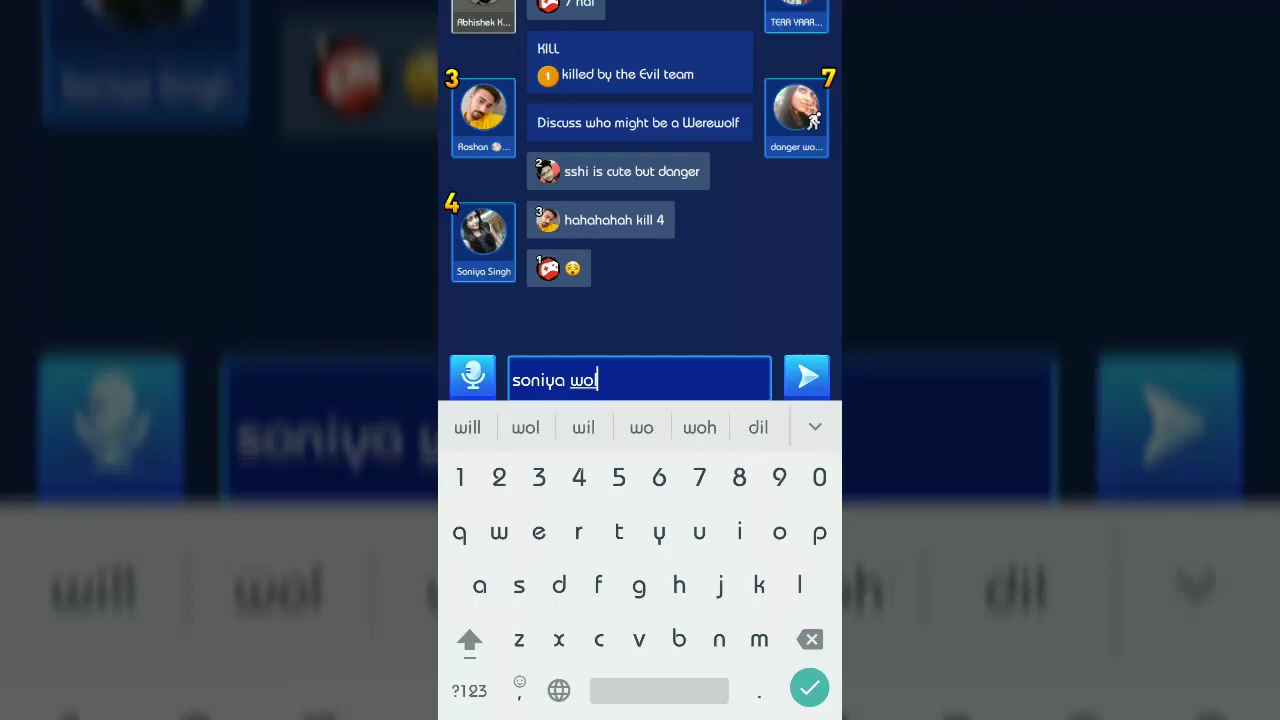 Abhishek K...
7 hai
TERA YAAR...
KILL
1 killed by the Evil team
3
Roshan 😘...
7
danger wo...
Discuss who might be a Werewolf
2 sshi is cute but danger
3 hahahahah kill 4
4
Soniya Singh
1 😵
soniya wol
will wol wil wo woh dil
1 2 3 4 5 6 7 8 9 0
q w e r t y u i o p
a s d f g h j k l
z x c v b n m
?123 , .